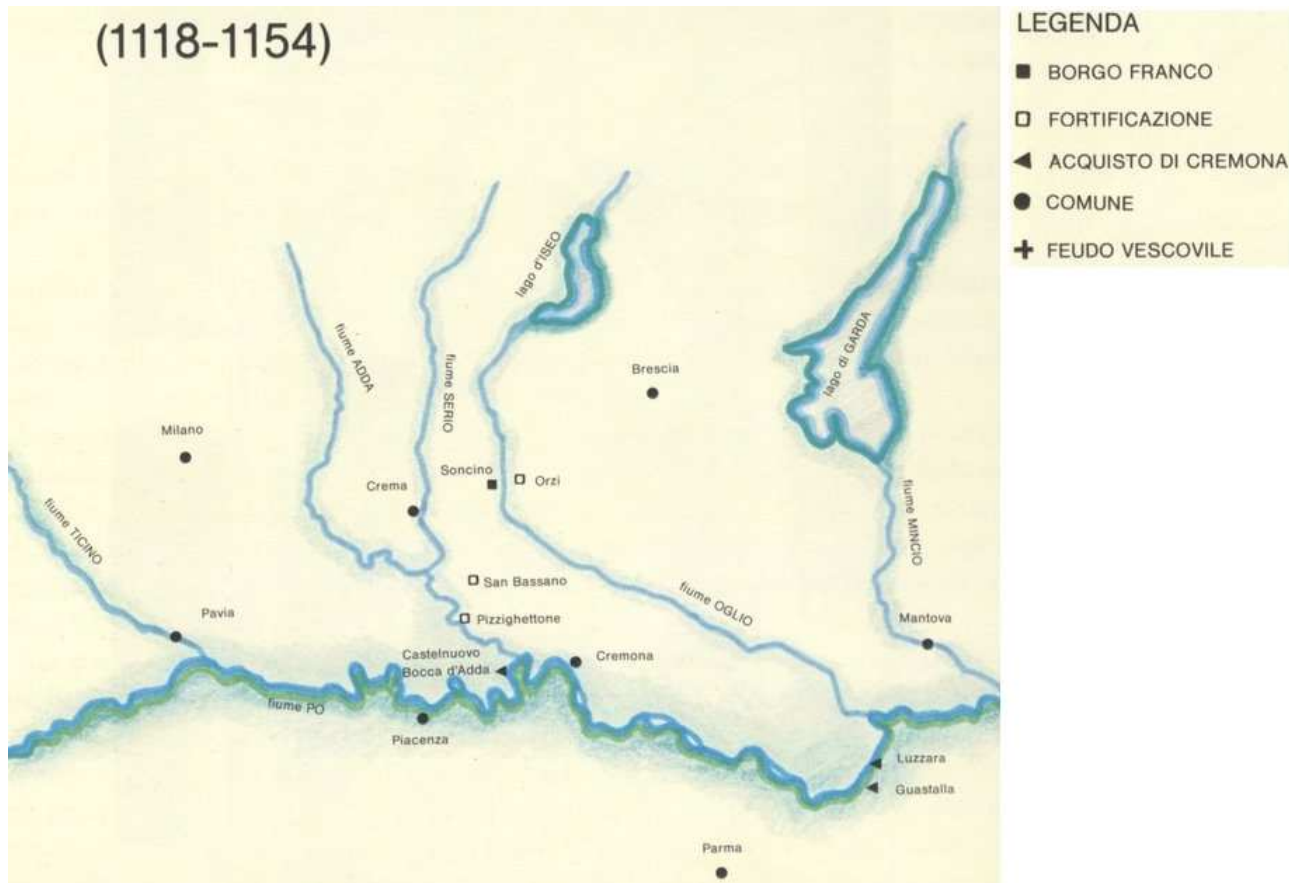 (1118-1154)
LEGENDA
BORGO FRANCO
FORTIFICAZIONE
ACQUISTO DI CREMONA
COMUNE
FEUDO VESCOVILE
lago d'ISEO
fiume ADDA
fiume SERIO
lago di GARDA
Brescia
Milano
Soncino
Orzi
Crema
fiume TICINO
fiume MINCIO
San Bassano
fiume OGLIO
Pavia
Pizzighettone
Mantova
Castelnuovo
Bocca d'Adda
Cremona
fiume PO
Piacenza
Luzzara
Guastalla
Parma